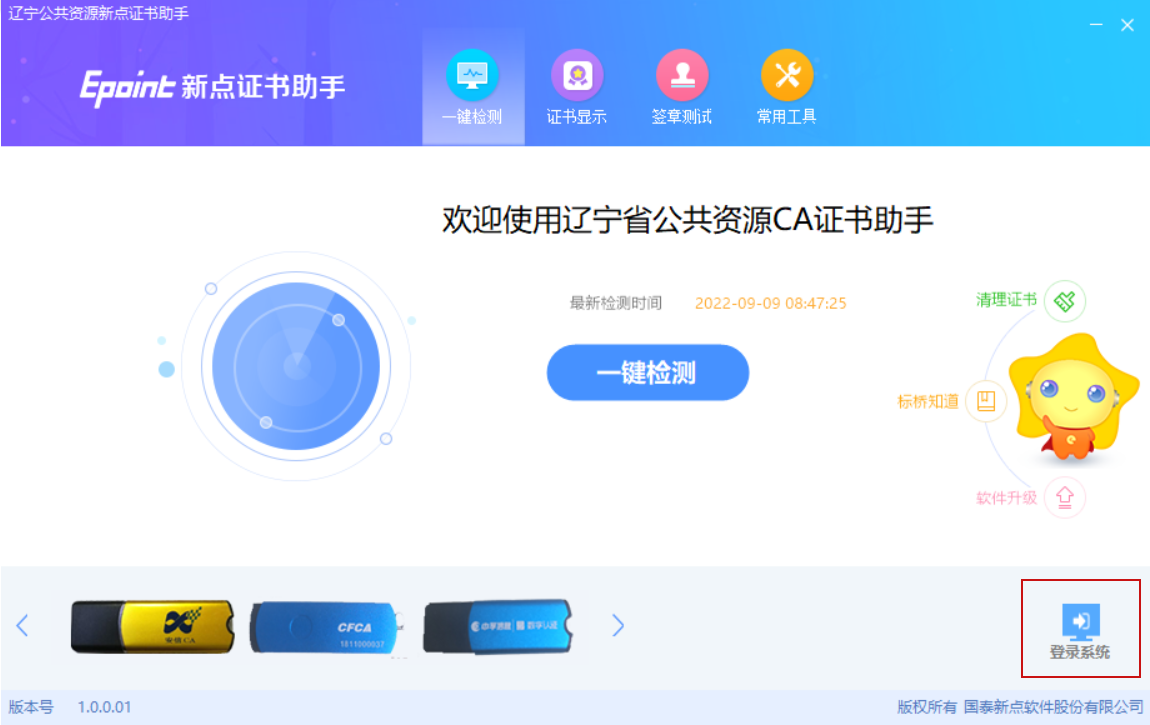 辽宁公共资源新点证书助手
Epoint 新点证书助手
一键检测
证书显示
签章测试
常用工具
欢迎使用辽宁省公共资源CA证书助手
最新检测时间 2022-09-09 08:47:25
一键检测
清理证书
标桥知道
软件升级
CFCA
1811000037
数字认证
登录系统
版本号 1.0.0.01
版权所有 国泰新点软件股份有限公司